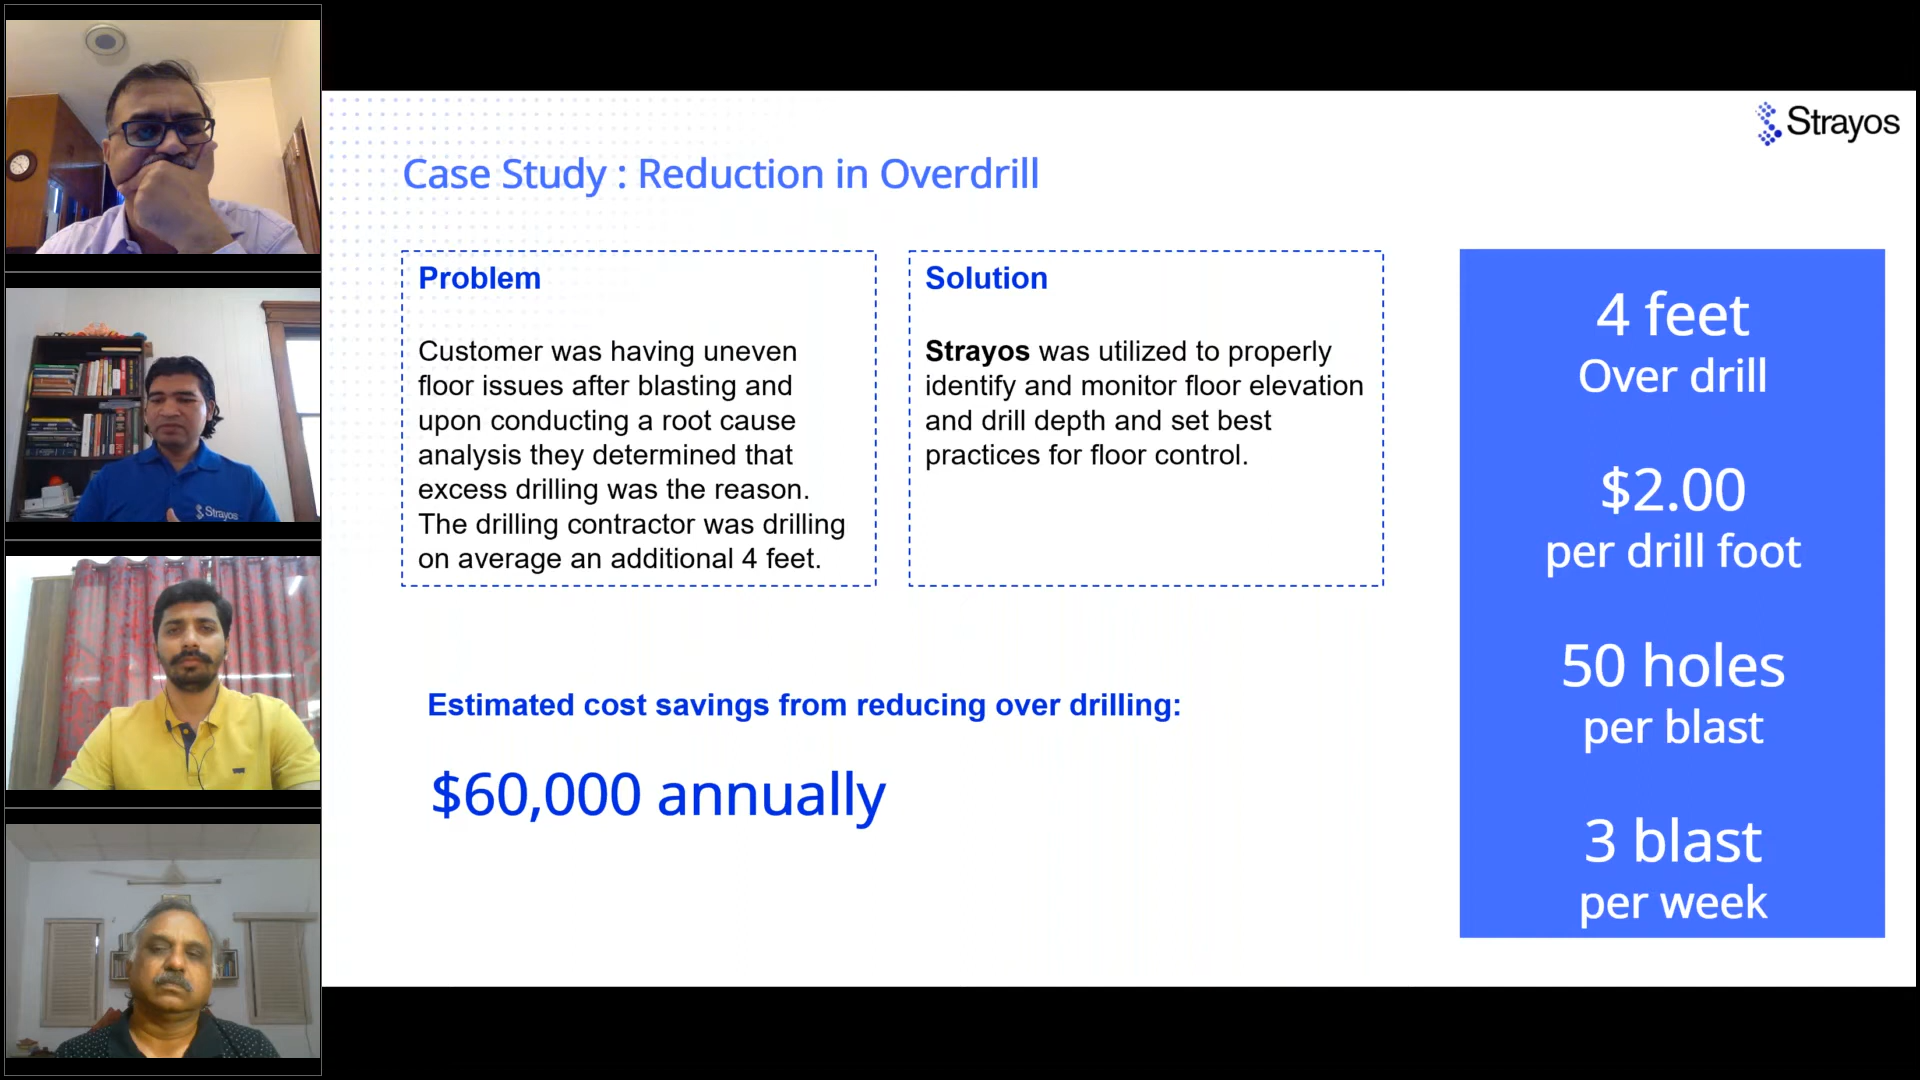 Strayos
Case Study : Reduction in Overdrill
Problem
Customer was having uneven
floor issues after blasting and
upon conducting a root cause
analysis they determined that
excess drilling was the reason.
The drilling contractor was drilling
on average an additional 4 feet.
Solution
Strayos was utilized to properly
identify and monitor floor elevation
and drill depth and set best
practices for floor control.
Estimated cost savings from reducing over drilling:
$60,000 annually
4 feet
Over drill
$2.00
per drill foot
50 holes
per blast
3 blast
per week
Strayos